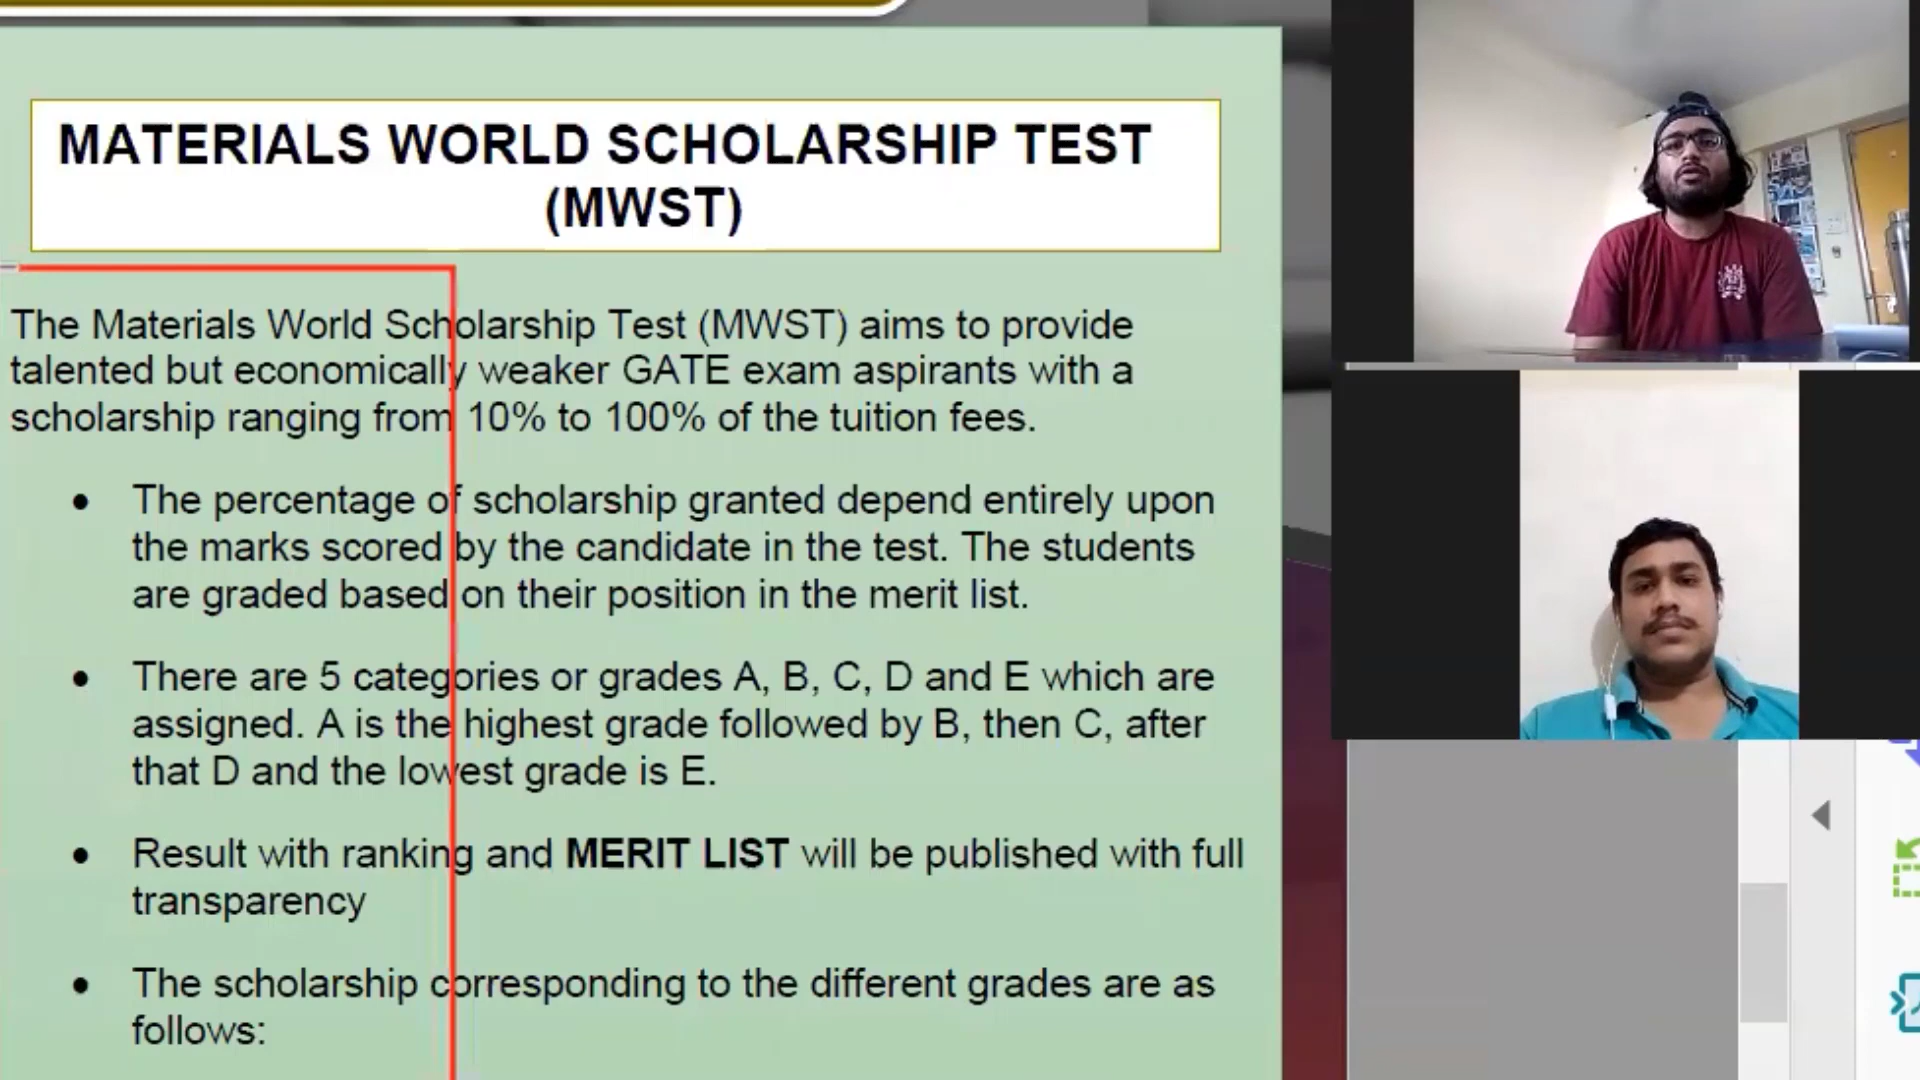 MATERIALS WORLD SCHOLARSHIP TEST
(MWST)
The Materials World Scholarship Test (MWST) aims to provide
talented but economically weaker GATE exam aspirants with a
scholarship ranging from 10% to 100% of the tuition fees.
● The percentage of scholarship granted depend entirely upon
the marks scored by the candidate in the test. The students
are graded based on their position in the merit list.
● There are 5 categories or grades A, B, C, D and E which are
assigned. A is the highest grade followed by B, then C, after
that D and the lowest grade is E.
● Result with ranking and MERIT LIST will be published with full
transparency
● The scholarship corresponding to the different grades are as
follows: